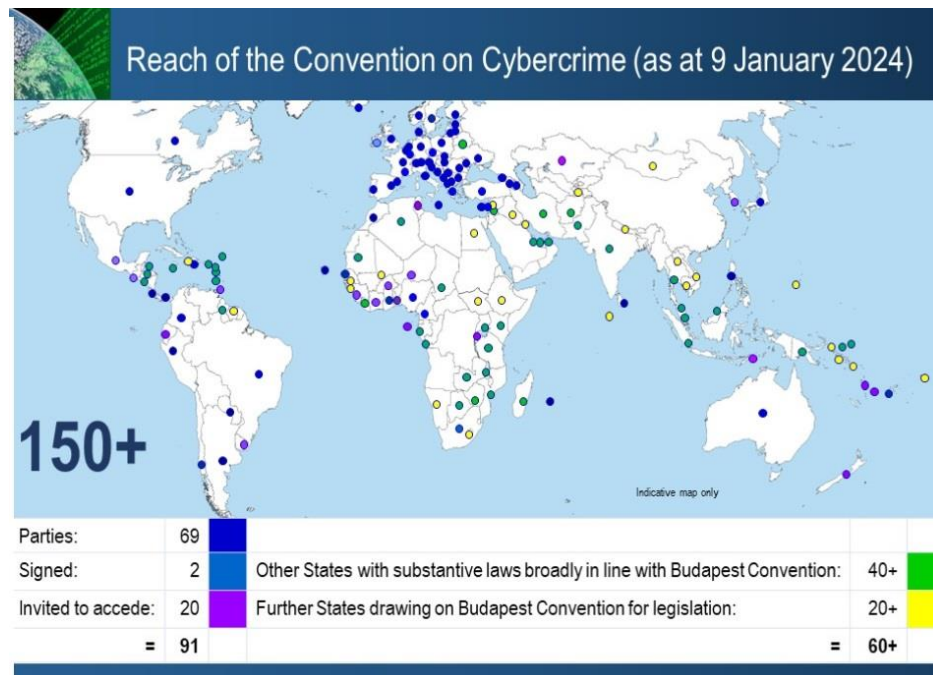 Reach of the Convention on Cybercrime (as at 9 January 2024)
150+
Indicative map only
Parties: 69
Signed: 2 Other States with substantive laws broadly in line with Budapest Convention: 40+
Invited to accede: 20 Further States drawing on Budapest Convention for legislation: 20+
= 91 = 60+